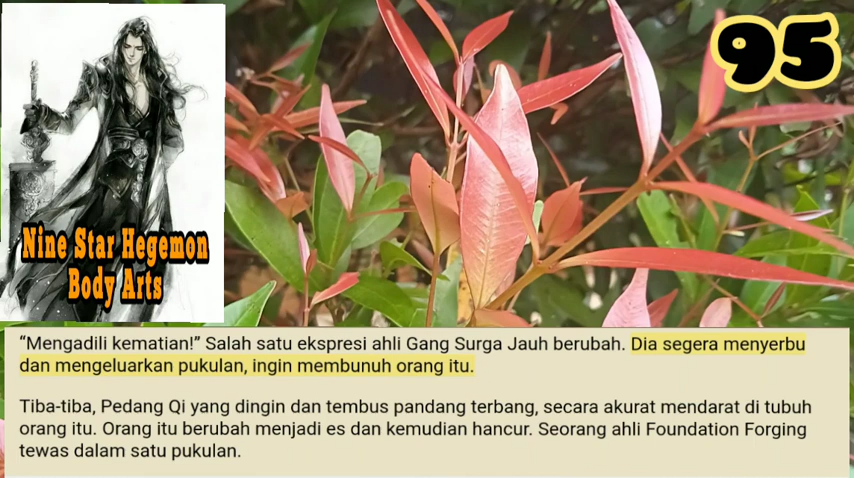 95
Nine Star Hegemon
Body Arts
“Mengadili kematian!” Salah satu ekspresi ahli Gang Surga Jauh berubah. Dia segera menyerbu
dan mengeluarkan pukulan, ingin membunuh orang itu.
Tiba-tiba, Pedang Qi yang dingin dan tembus pandang terbang, secara akurat mendarat di tubuh
orang itu. Orang itu berubah menjadi es dan kemudian hancur. Seorang ahli Foundation Forging
tewas dalam satu pukulan.